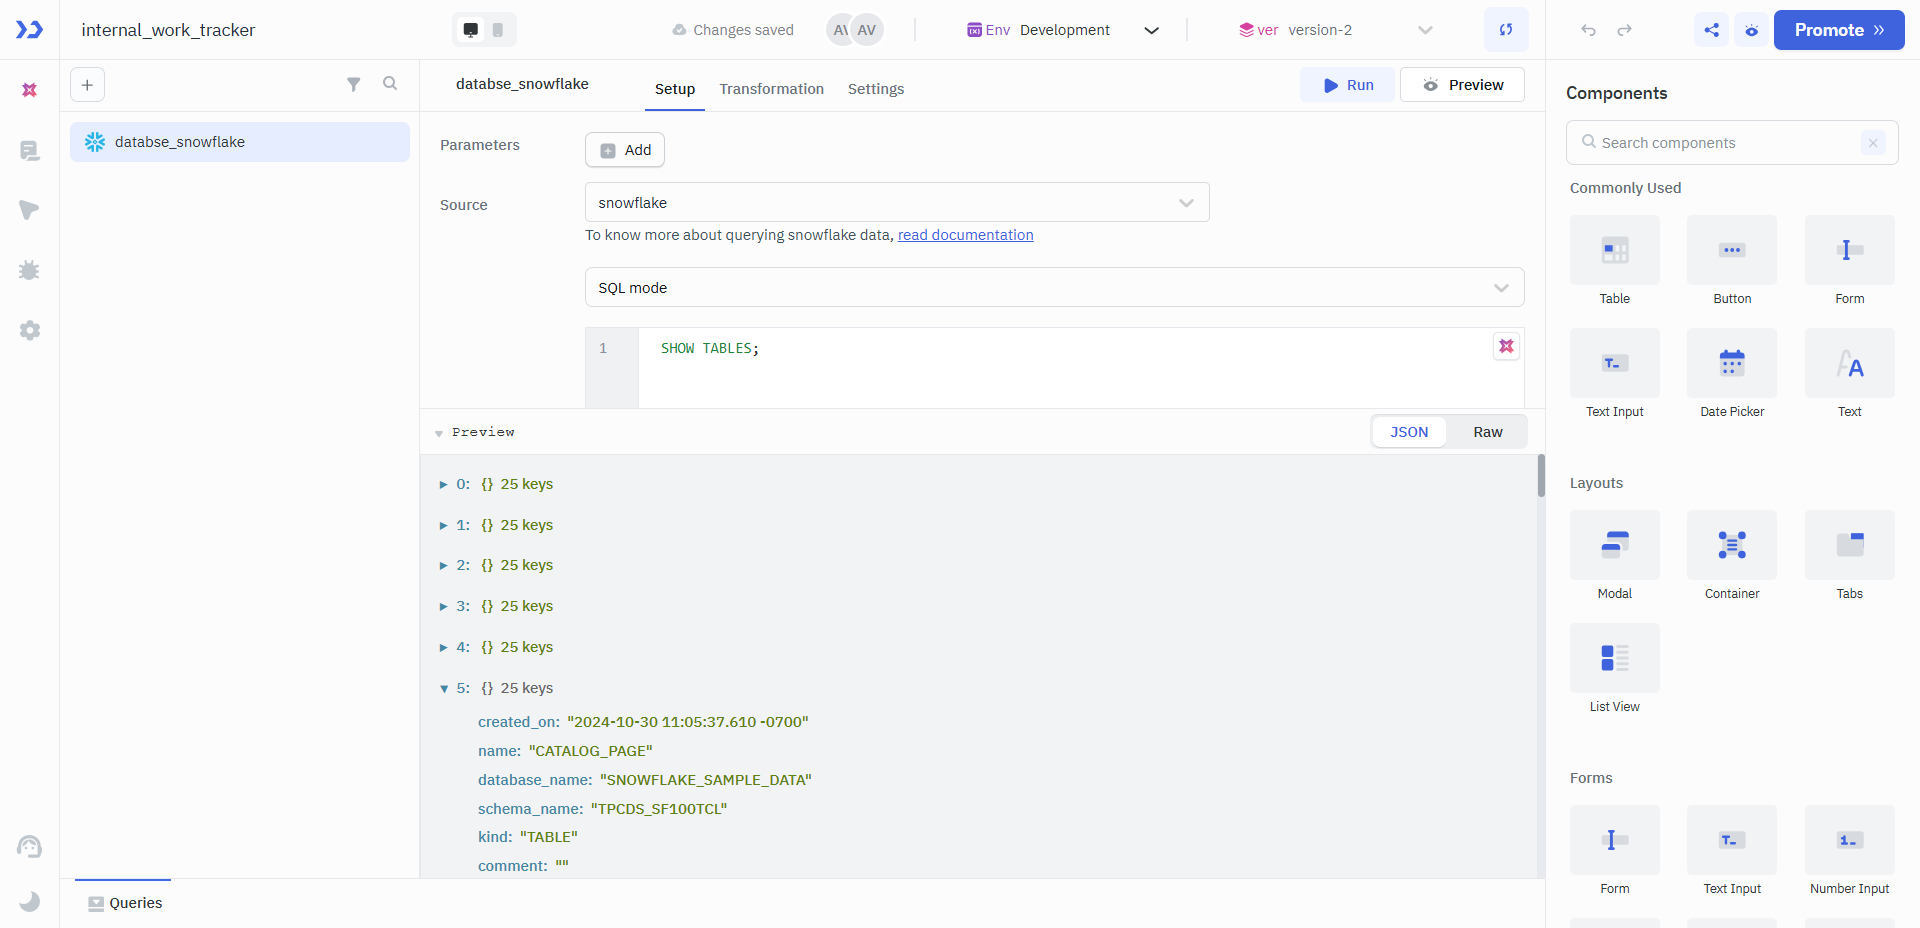 internal_work_tracker
Changes saved
AV AV
Env Development
ver version-2
Promote
databse_snowflake
databse_snowflake
Setup Transformation Settings
Run
Preview
Parameters
Add
Source
snowflake
To know more about querying snowflake data, read documentation
SQL mode
1 SHOW TABLES;
Preview
JSON Raw
0: {} 25 keys
1: {} 25 keys
2: {} 25 keys
3: {} 25 keys
4: {} 25 keys
5: {} 25 keys
created_on: "2024-10-30 11:05:37.610 -0700"
name: "CATALOG_PAGE"
database_name: "SNOWFLAKE_SAMPLE_DATA"
schema_name: "TPCDS_SF100TCL"
kind: "TABLE"
comment: ""
Queries
Components
Search components
Commonly Used
Table Button Form
Text Input Date Picker Text
Layouts
Modal Container Tabs
List View
Forms
Form Text Input Number Input